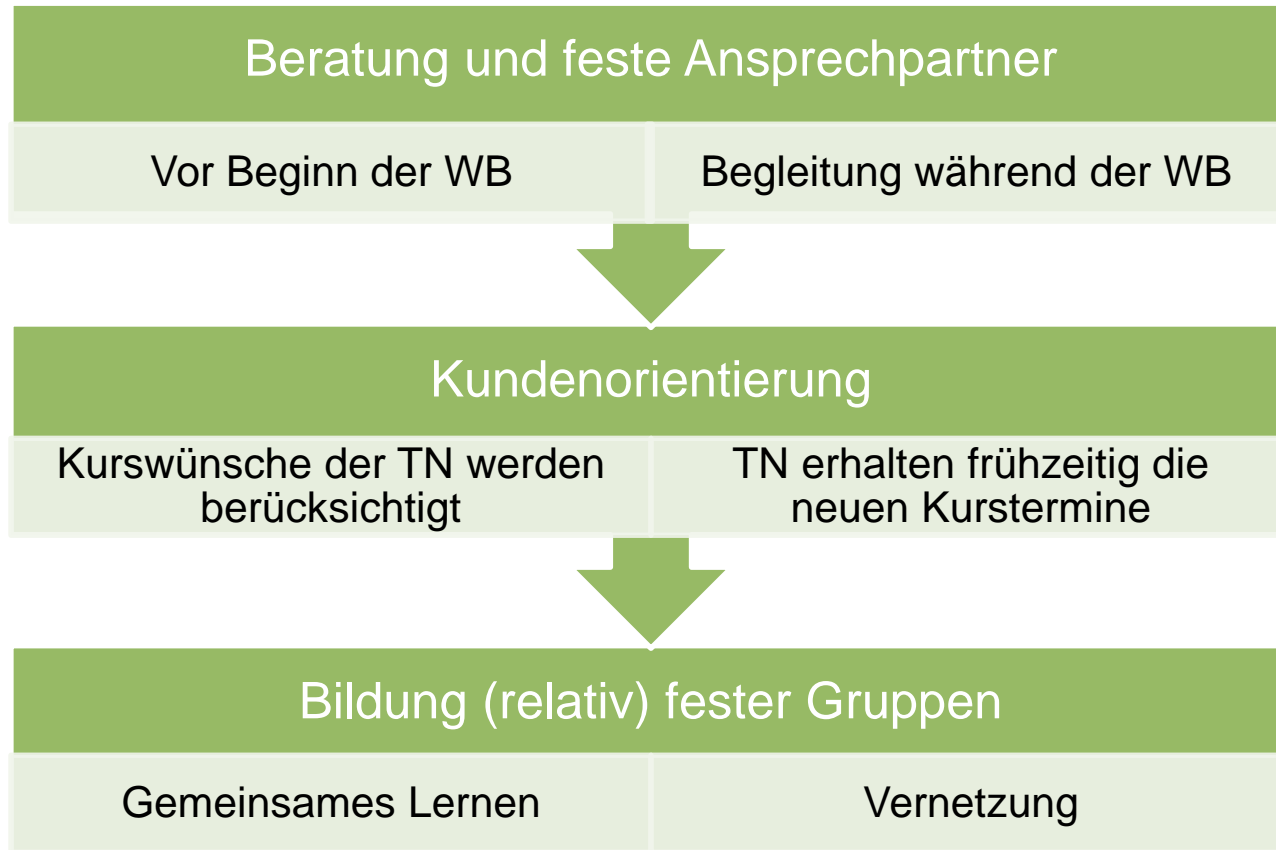 Beratung und feste Ansprechpartner
Vor Beginn der WB
Begleitung während der WB
Kundenorientierung
Kurswünsche der TN werden
berücksichtigt
TN erhalten frühzeitig die
neuen Kurstermine
Bildung (relativ) fester Gruppen
Gemeinsames Lernen
Vernetzung